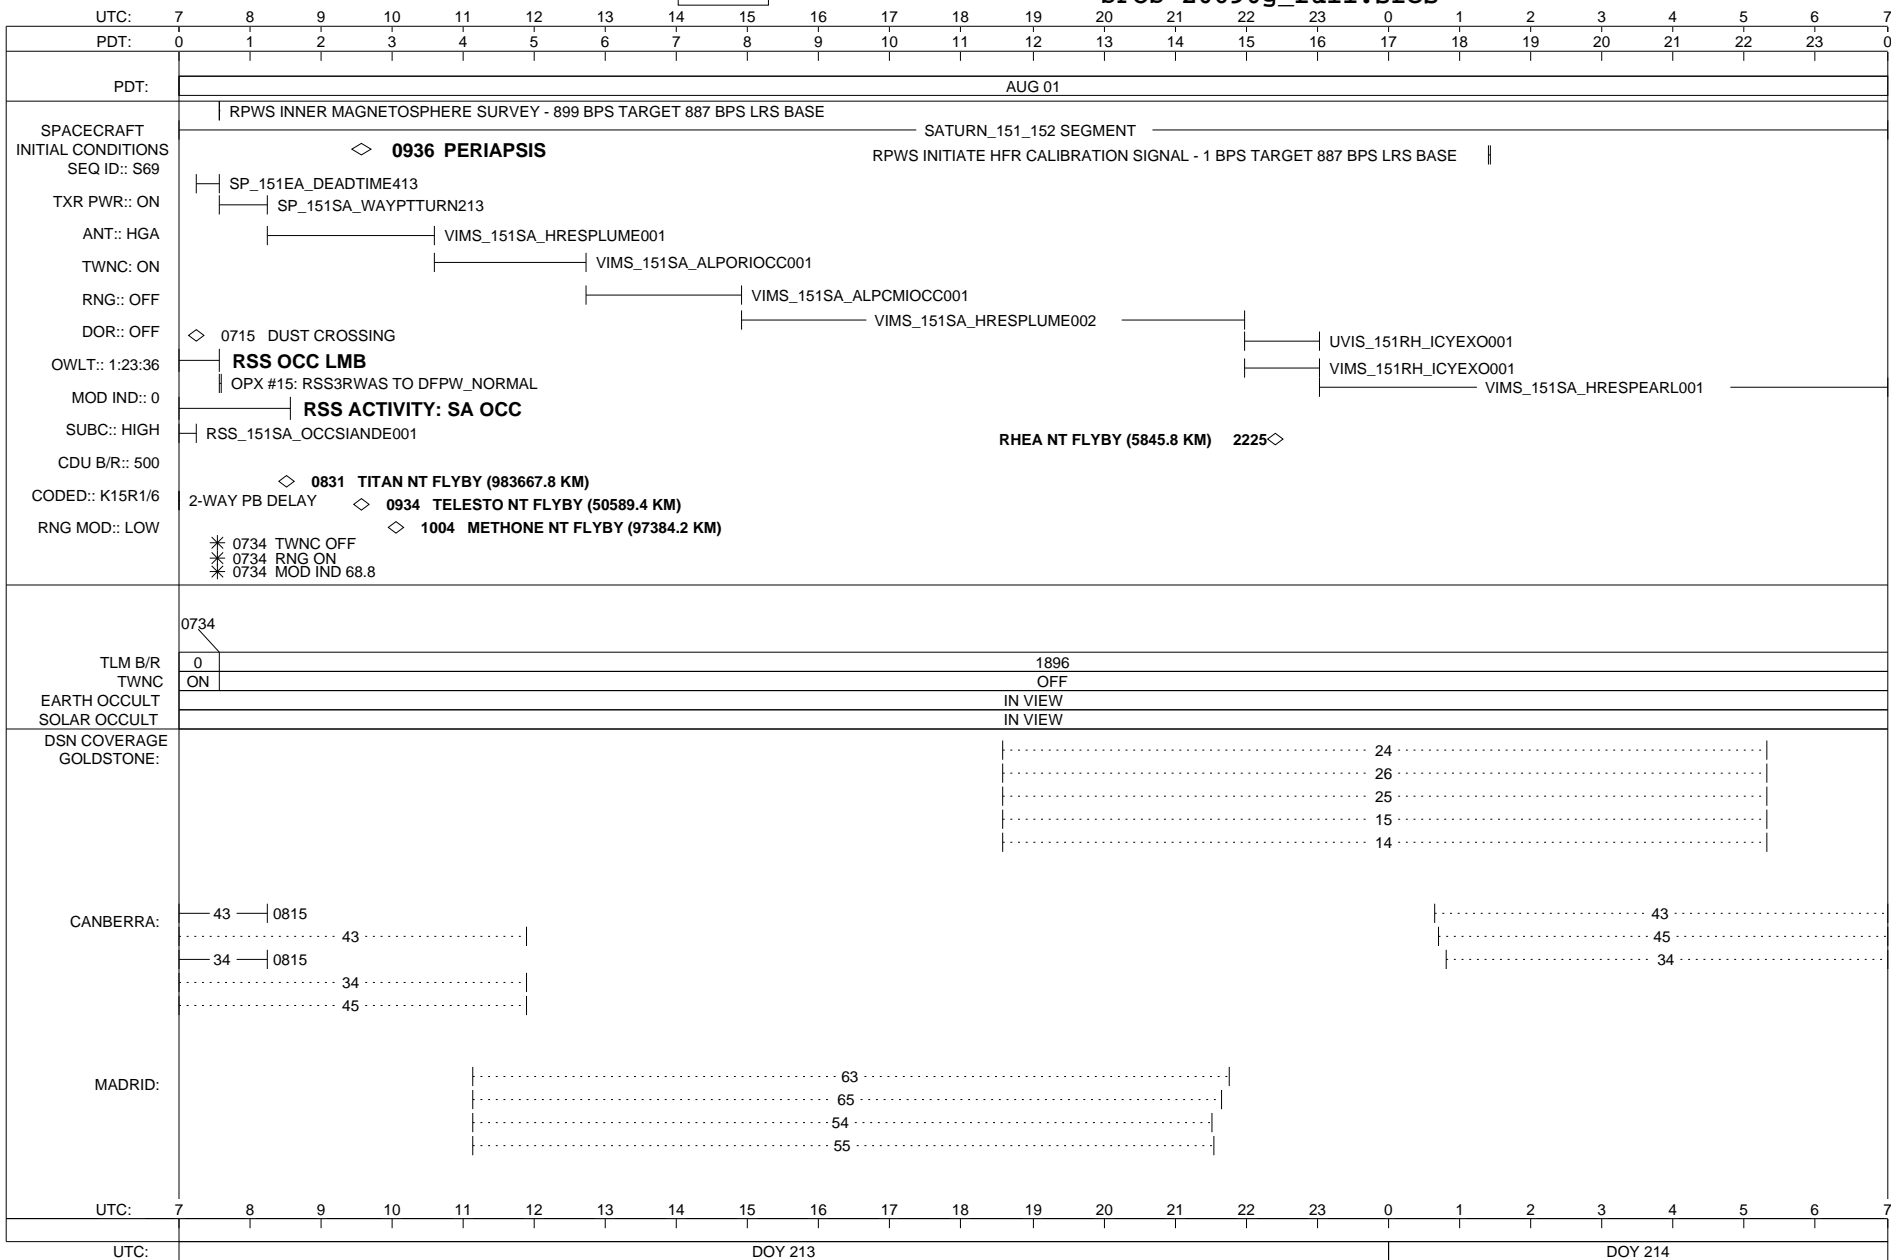 UTC: 7 8 9 10 11 12 13 14 15 16 17 18 19 20 21 22 23 0 1 2 3 4 5 6 7
PDT: 0 1 2 3 4 5 6 7 8 9 10 11 12 13 14 15 16 17 18 19 20 21 22 23 0
PDT: AUG 01
RPWS INNER MAGNETOSPHERE SURVEY - 899 BPS TARGET 887 BPS LRS BASE
SPACECRAFT
SATURN_151_152 SEGMENT
INITIAL CONDITIONS
0936 PERIAPSIS
RPWS INITIATE HFR CALIBRATION SIGNAL - 1 BPS TARGET 887 BPS LRS BASE
SEQ ID:: S69
SP_151EA_DEADTIME413
TXR PWR:: ON
SP_151SA_WAYPTTURN213
ANT:: HGA
VIMS_151SA_HRESPLUME001
TWNC: ON
VIMS_151SA_ALPORIOCC001
RNG:: OFF
VIMS_151SA_ALPCMIOCC001
VIMS_151SA_HRESPLUME002
DOR:: OFF
0715 DUST CROSSING
UVIS_151RH_ICYEXO001
OWLT:: 1:23:36
RSS OCC LMB
VIMS_151RH_ICYEXO001
OPX #15: RSS3RWAS TO DFPW_NORMAL
VIMS_151SA_HRESPEARL001
MOD IND:: 0
RSS ACTIVITY: SA OCC
SUBC:: HIGH
RSS_151SA_OCCSIANDE001
RHEA NT FLYBY (5845.8 KM) 2225
CDU B/R:: 500
0831 TITAN NT FLYBY (983667.8 KM)
CODED:: K15R1/6
2-WAY PB DELAY
0934 TELESTO NT FLYBY (50589.4 KM)
RNG MOD:: LOW
1004 METHONE NT FLYBY (97384.2 KM)
0734 TWNC OFF
0734 RNG ON
0734 MOD IND 68.8
0734
TLM B/R 0 1896
TWNC ON OFF
EARTH OCCULT IN VIEW
SOLAR OCCULT IN VIEW
DSN COVERAGE
GOLDSTONE:
24
26
25
15
14
CANBERRA:
43 0815 43
43 45
34 0815 34
34
45
MADRID:
63
65
54
55
UTC: 7 8 9 10 11 12 13 14 15 16 17 18 19 20 21 22 23 0 1 2 3 4 5 6 7
UTC: DOY 213 DOY 214